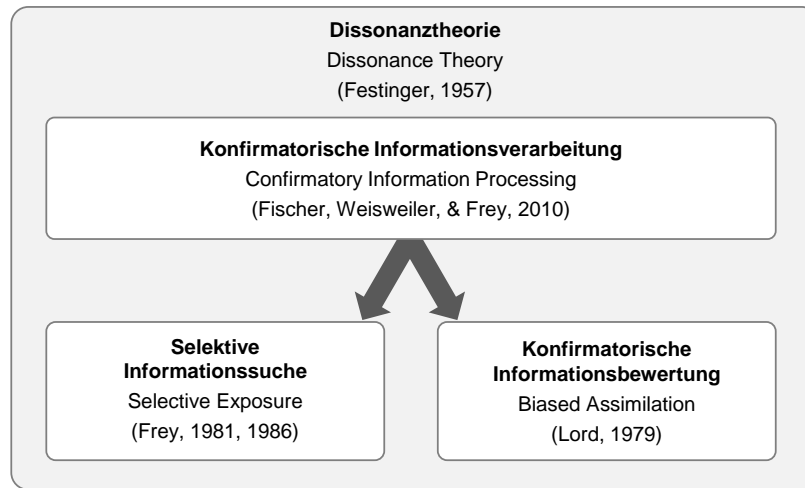 Dissonanztheorie
Dissonance Theory
(Festinger, 1957)
Konfirmatorische Informationsverarbeitung
Confirmatory Information Processing
(Fischer, Weisweiler, & Frey, 2010)
Selektive
Informationssuche
Selective Exposure
(Frey, 1981, 1986)
Konfirmatorische
Informationsbewertung
Biased Assimilation
(Lord, 1979)